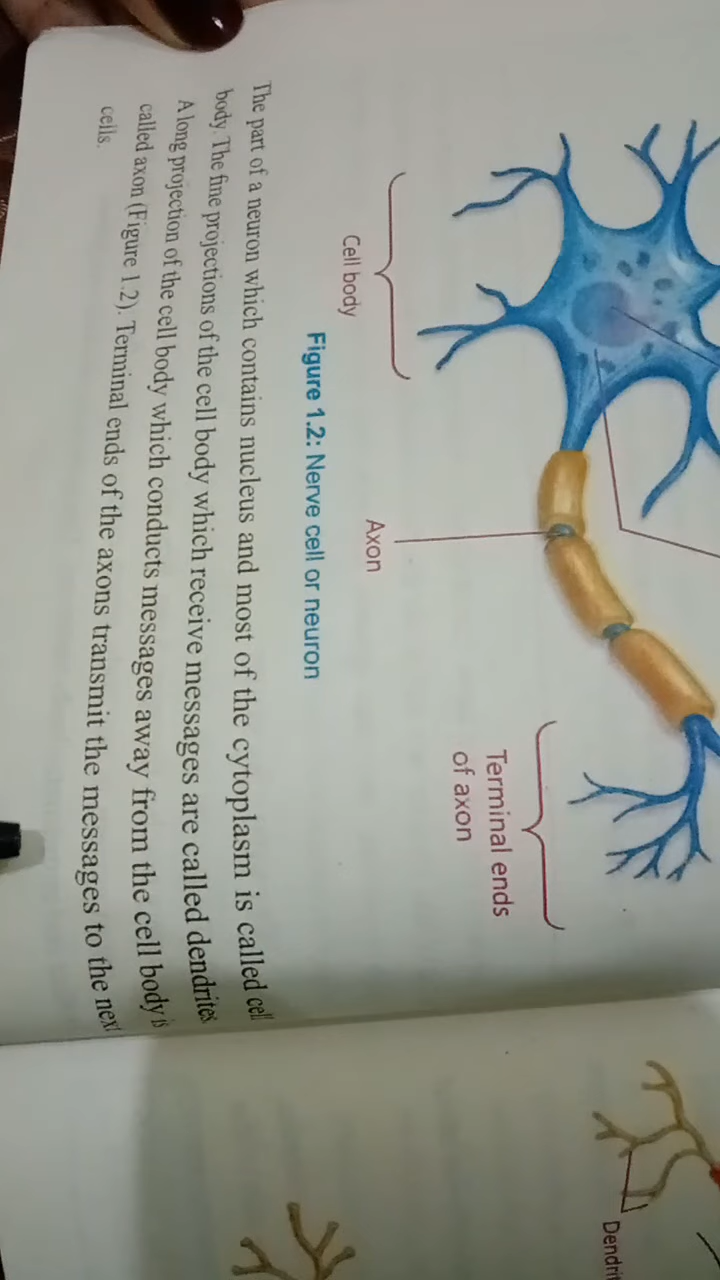 Cell body
Axon
Terminal ends
of axon
Figure 1.2: Nerve cell or neuron
The part of a neuron which contains nucleus and most of the cytoplasm is called cell
body. The fine projections of the cell body which receive messages are called dendrites.
A long projection of the cell body which conducts messages away from the cell body is
called axon (Figure 1.2). Terminal ends of the axons transmit the messages to the next
cells.